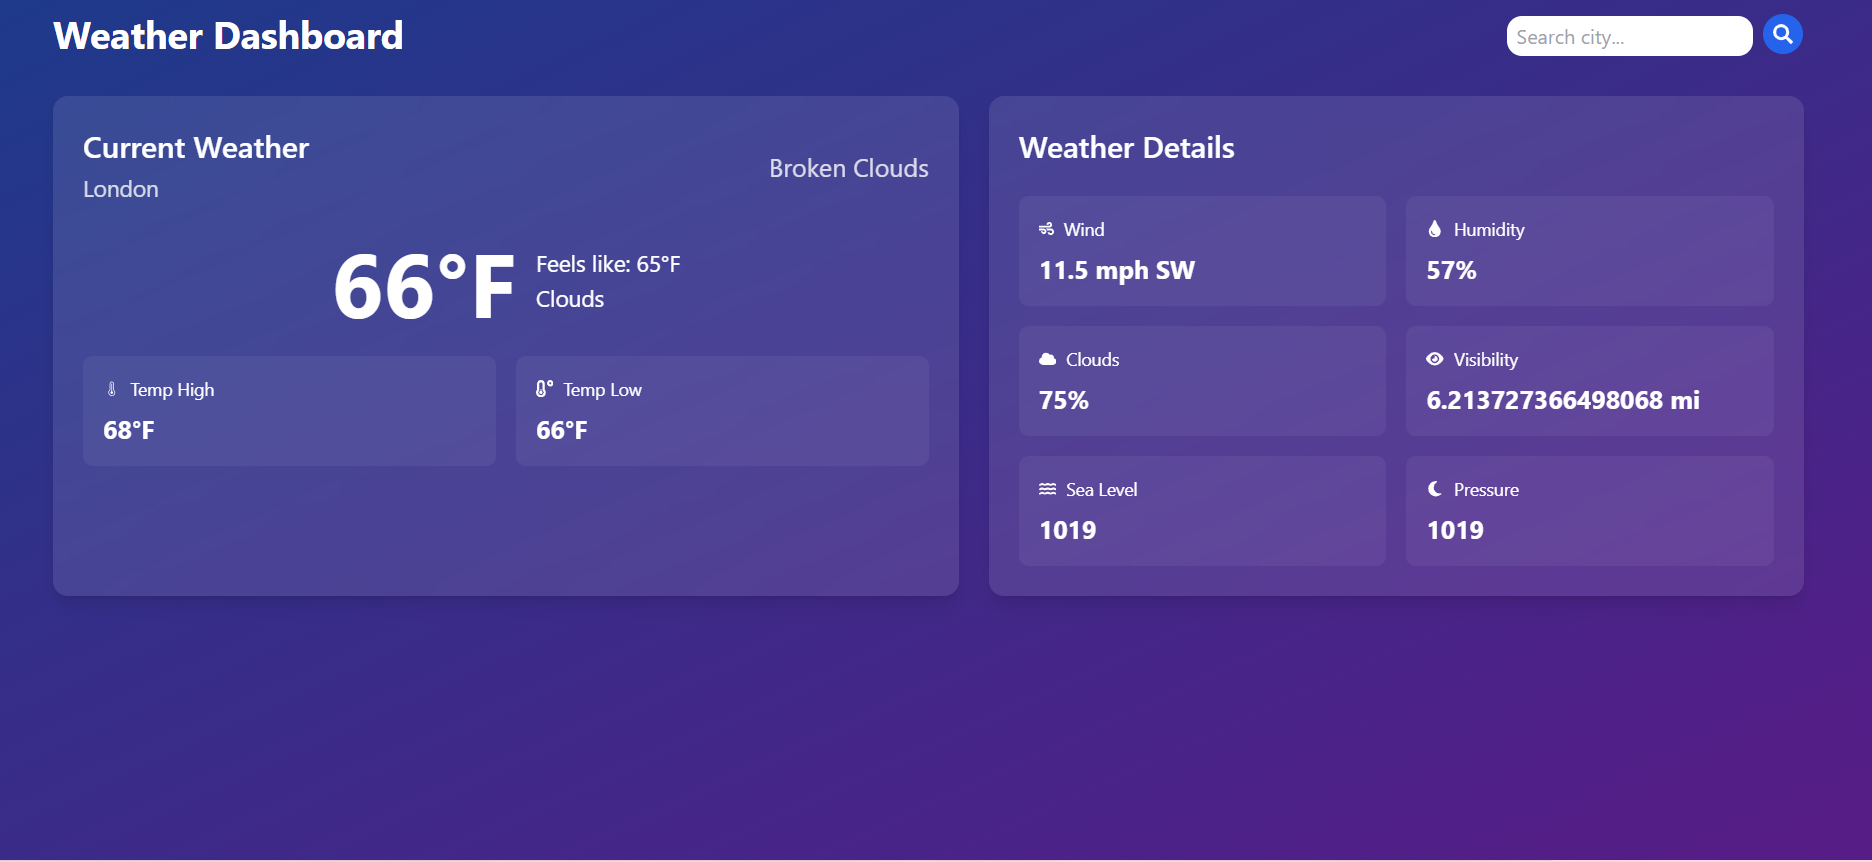 Weather Dashboard
Search city...
Current Weather
London
Broken Clouds
66°F
Feels like: 65°F
Clouds
Temp High
68°F
Temp Low
66°F
Weather Details
Wind
11.5 mph SW
Humidity
57%
Clouds
75%
Visibility
6.213727366498068 mi
Sea Level
1019
Pressure
1019